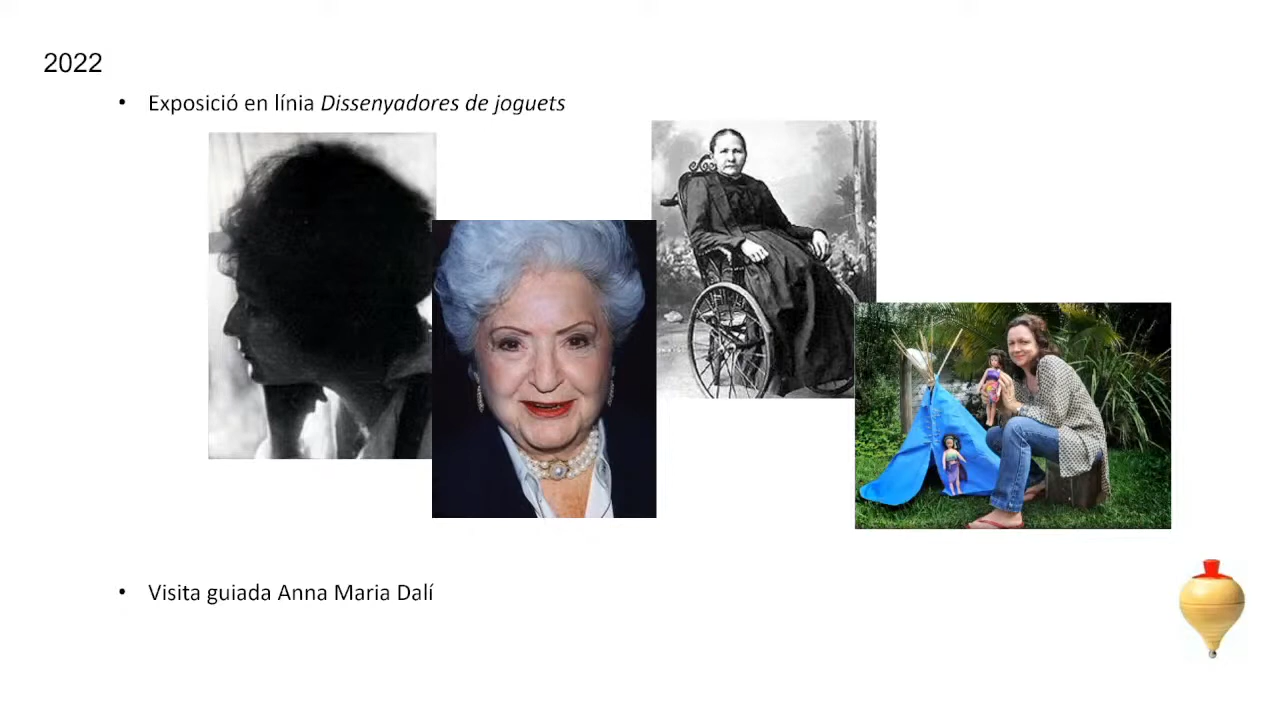 2022
• Exposició en línia Dissenyadores de joguets
• Visita guiada Anna Maria Dalí